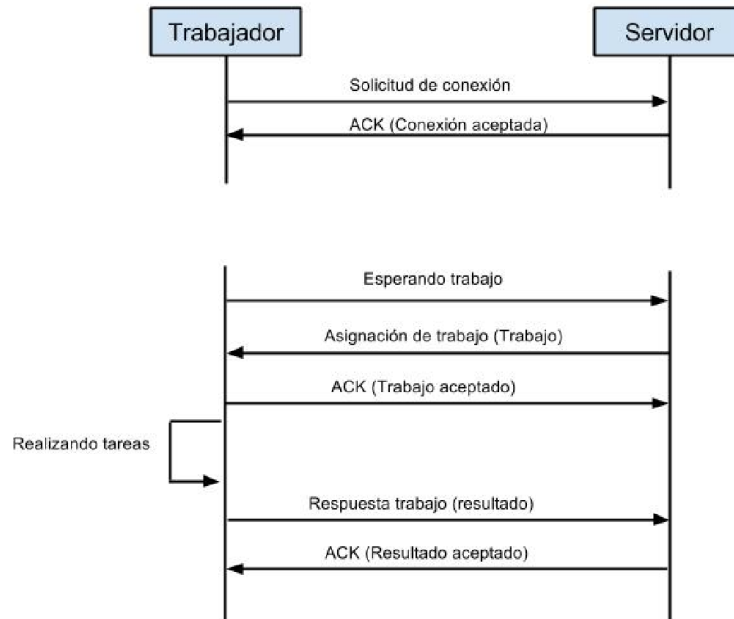 Trabajador
Servidor
Solicitud de conexión
ACK (Conexión aceptada)
Esperando trabajo
Asignación de trabajo (Trabajo)
ACK (Trabajo aceptado)
Realizando tareas
Respuesta trabajo (resultado)
ACK (Resultado aceptado)